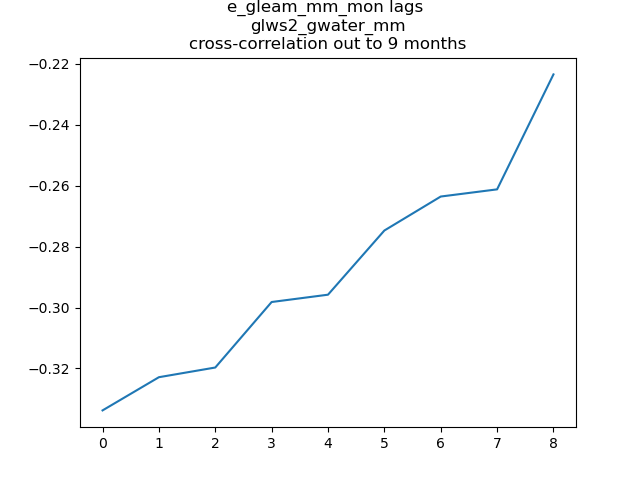 e_gleam_mm_mon lags
glws2_gwater_mm
cross-correlation out to 9 months
−0.22
−0.24
−0.26
−0.28
−0.30
−0.32
0 1 2 3 4 5 6 7 8